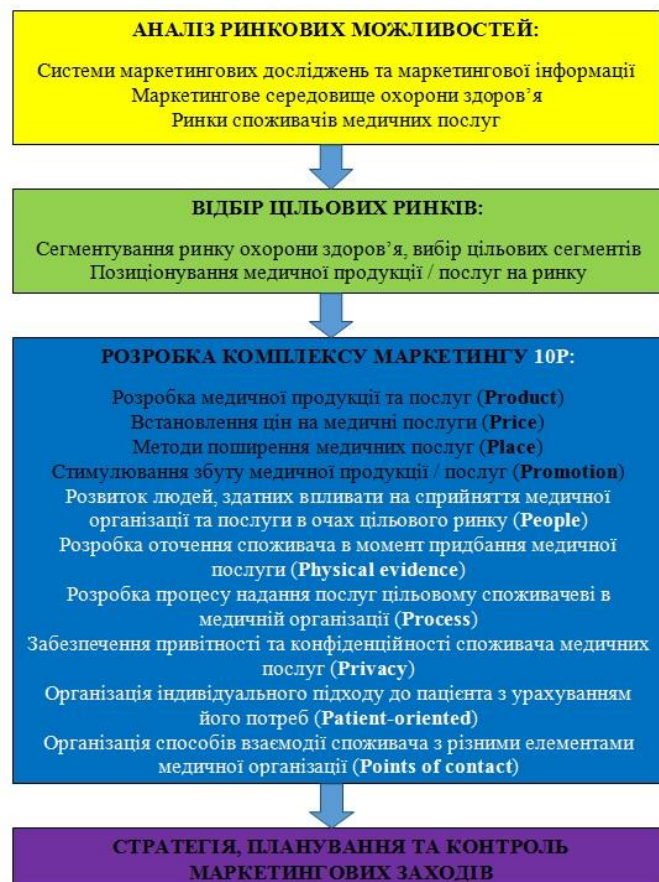 АНАЛІЗ РИНКОВИХ МОЖЛИВОСТЕЙ:
Системи маркетингових досліджень та маркетингової інформації
Маркетингове середовище охорони здоров’я
Ринки споживачів медичних послуг
ВІДБІР ЦІЛЬОВИХ РИНКІВ:
Сегментування ринку охорони здоров’я, вибір цільових сегментів
Позиціонування медичної продукції / послуг на ринку
РОЗРОБКА КОМПЛЕКСУ МАРКЕТИНГУ 10Р:
Розробка медичної продукції та послуг (Product)
Встановлення цін на медичні послуги (Price)
Методи поширення медичних послуг (Place)
Стимулювання збуту медичної продукції / послуг (Promotion)
Розвиток людей, здатних впливати на сприйняття медичної
організації та послуги в очах цільового ринку (People)
Розробка оточення споживача в момент придбання медичної
послуги (Physical evidence)
Розробка процесу надання послуг цільовому споживачеві в
медичній організації (Process)
Забезпечення привітності та конфіденційності споживача медичних
послуг (Privacy)
Організація індивідуального підходу до пацієнта з урахуванням
його потреб (Patient-oriented)
Організація способів взаємодії споживача з різними елементами
медичної організації (Points of contact)
СТРАТЕГІЯ, ПЛАНУВАННЯ ТА КОНТРОЛЬ
МАРКЕТИНГОВИХ ЗАХОДІВ